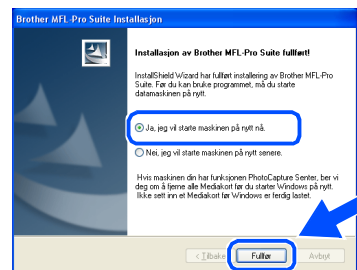 Brother MFL-Pro Suite Installasjon
Installasjon av Brother MFL-Pro Suite fullført!
InstallShield Wizard har fullført installering av Brother MFL-Pro
Suite. Før du kan bruke programmet, må du starte
datamaskinen på nytt.
Ja, jeg vil starte maskinen på nytt nå.
Nei, jeg vil starte maskinen på nytt senere.
Hvis maskinen din har funksjonen PhotoCapture Senter, ber vi
deg om å fjerne alle Mediakort før du starter Windows på nytt.
Ikke sett inn et Mediakort før Windows er ferdig lastet.
< Tilbake Fullfør Avbryt